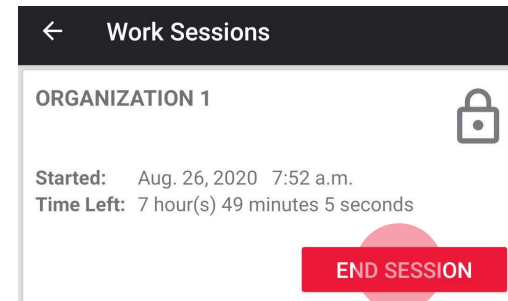 Work Sessions
ORGANIZATION 1
Started: Aug. 26, 2020 7:52 a.m.
Time Left: 7 hour(s) 49 minutes 5 seconds
END SESSION